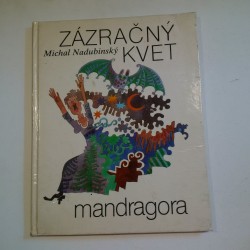 ZÁZRAČNÝ
Michal Nadubinský KVET
mandragora